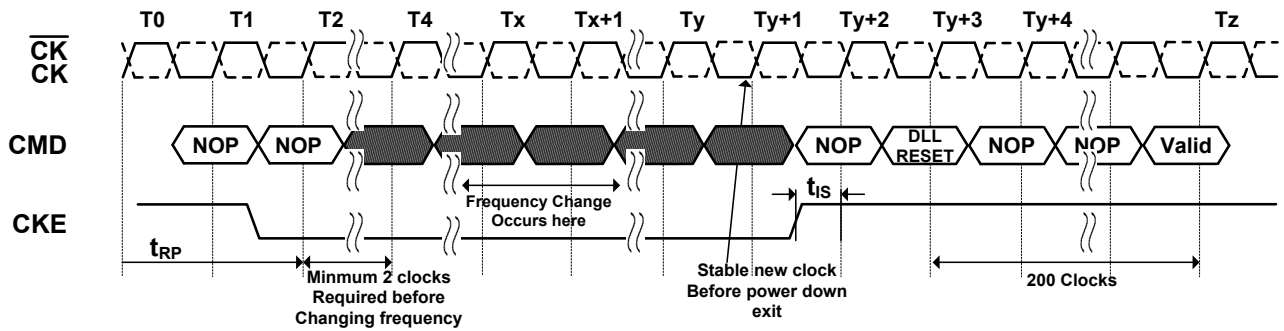 T0 T1 T2 T4 Tx Tx+1 Ty Ty+1 Ty+2 Ty+3 Ty+4 Tz
CK
CK
CMD
NOP NOP NOP DLL RESET NOP NOP Valid
Frequency Change
Occurs here
tIS
CKE
tRP
Minmum 2 clocks
Required before
Changing frequency
Stable new clock
Before power down
exit
200 Clocks